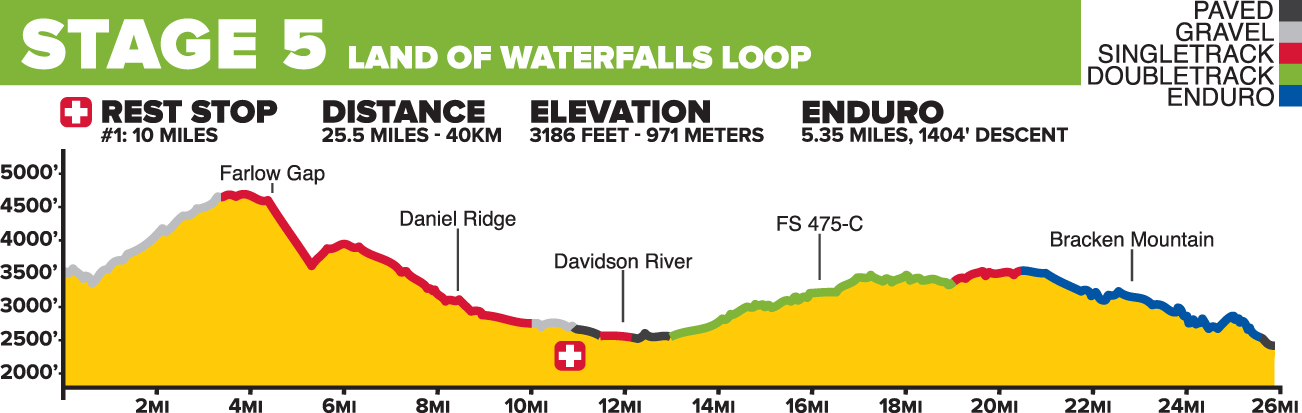 STAGE 5 LAND OF WATERFALLS LOOP
PAVED
GRAVEL
SINGLETRACK
DOUBLETRACK
ENDURO
REST STOP
#1: 10 MILES
DISTANCE
25.5 MILES - 40KM
ELEVATION
3186 FEET - 971 METERS
ENDURO
5.35 MILES, 1404' DESCENT
5000'
4500'
4000'
3500'
3000'
2500'
2000'
Farlow Gap
Daniel Ridge
Davidson River
FS 475-C
Bracken Mountain
2MI 4MI 6MI 8MI 10MI 12MI 14MI 16MI 18MI 20MI 22MI 24MI 26MI